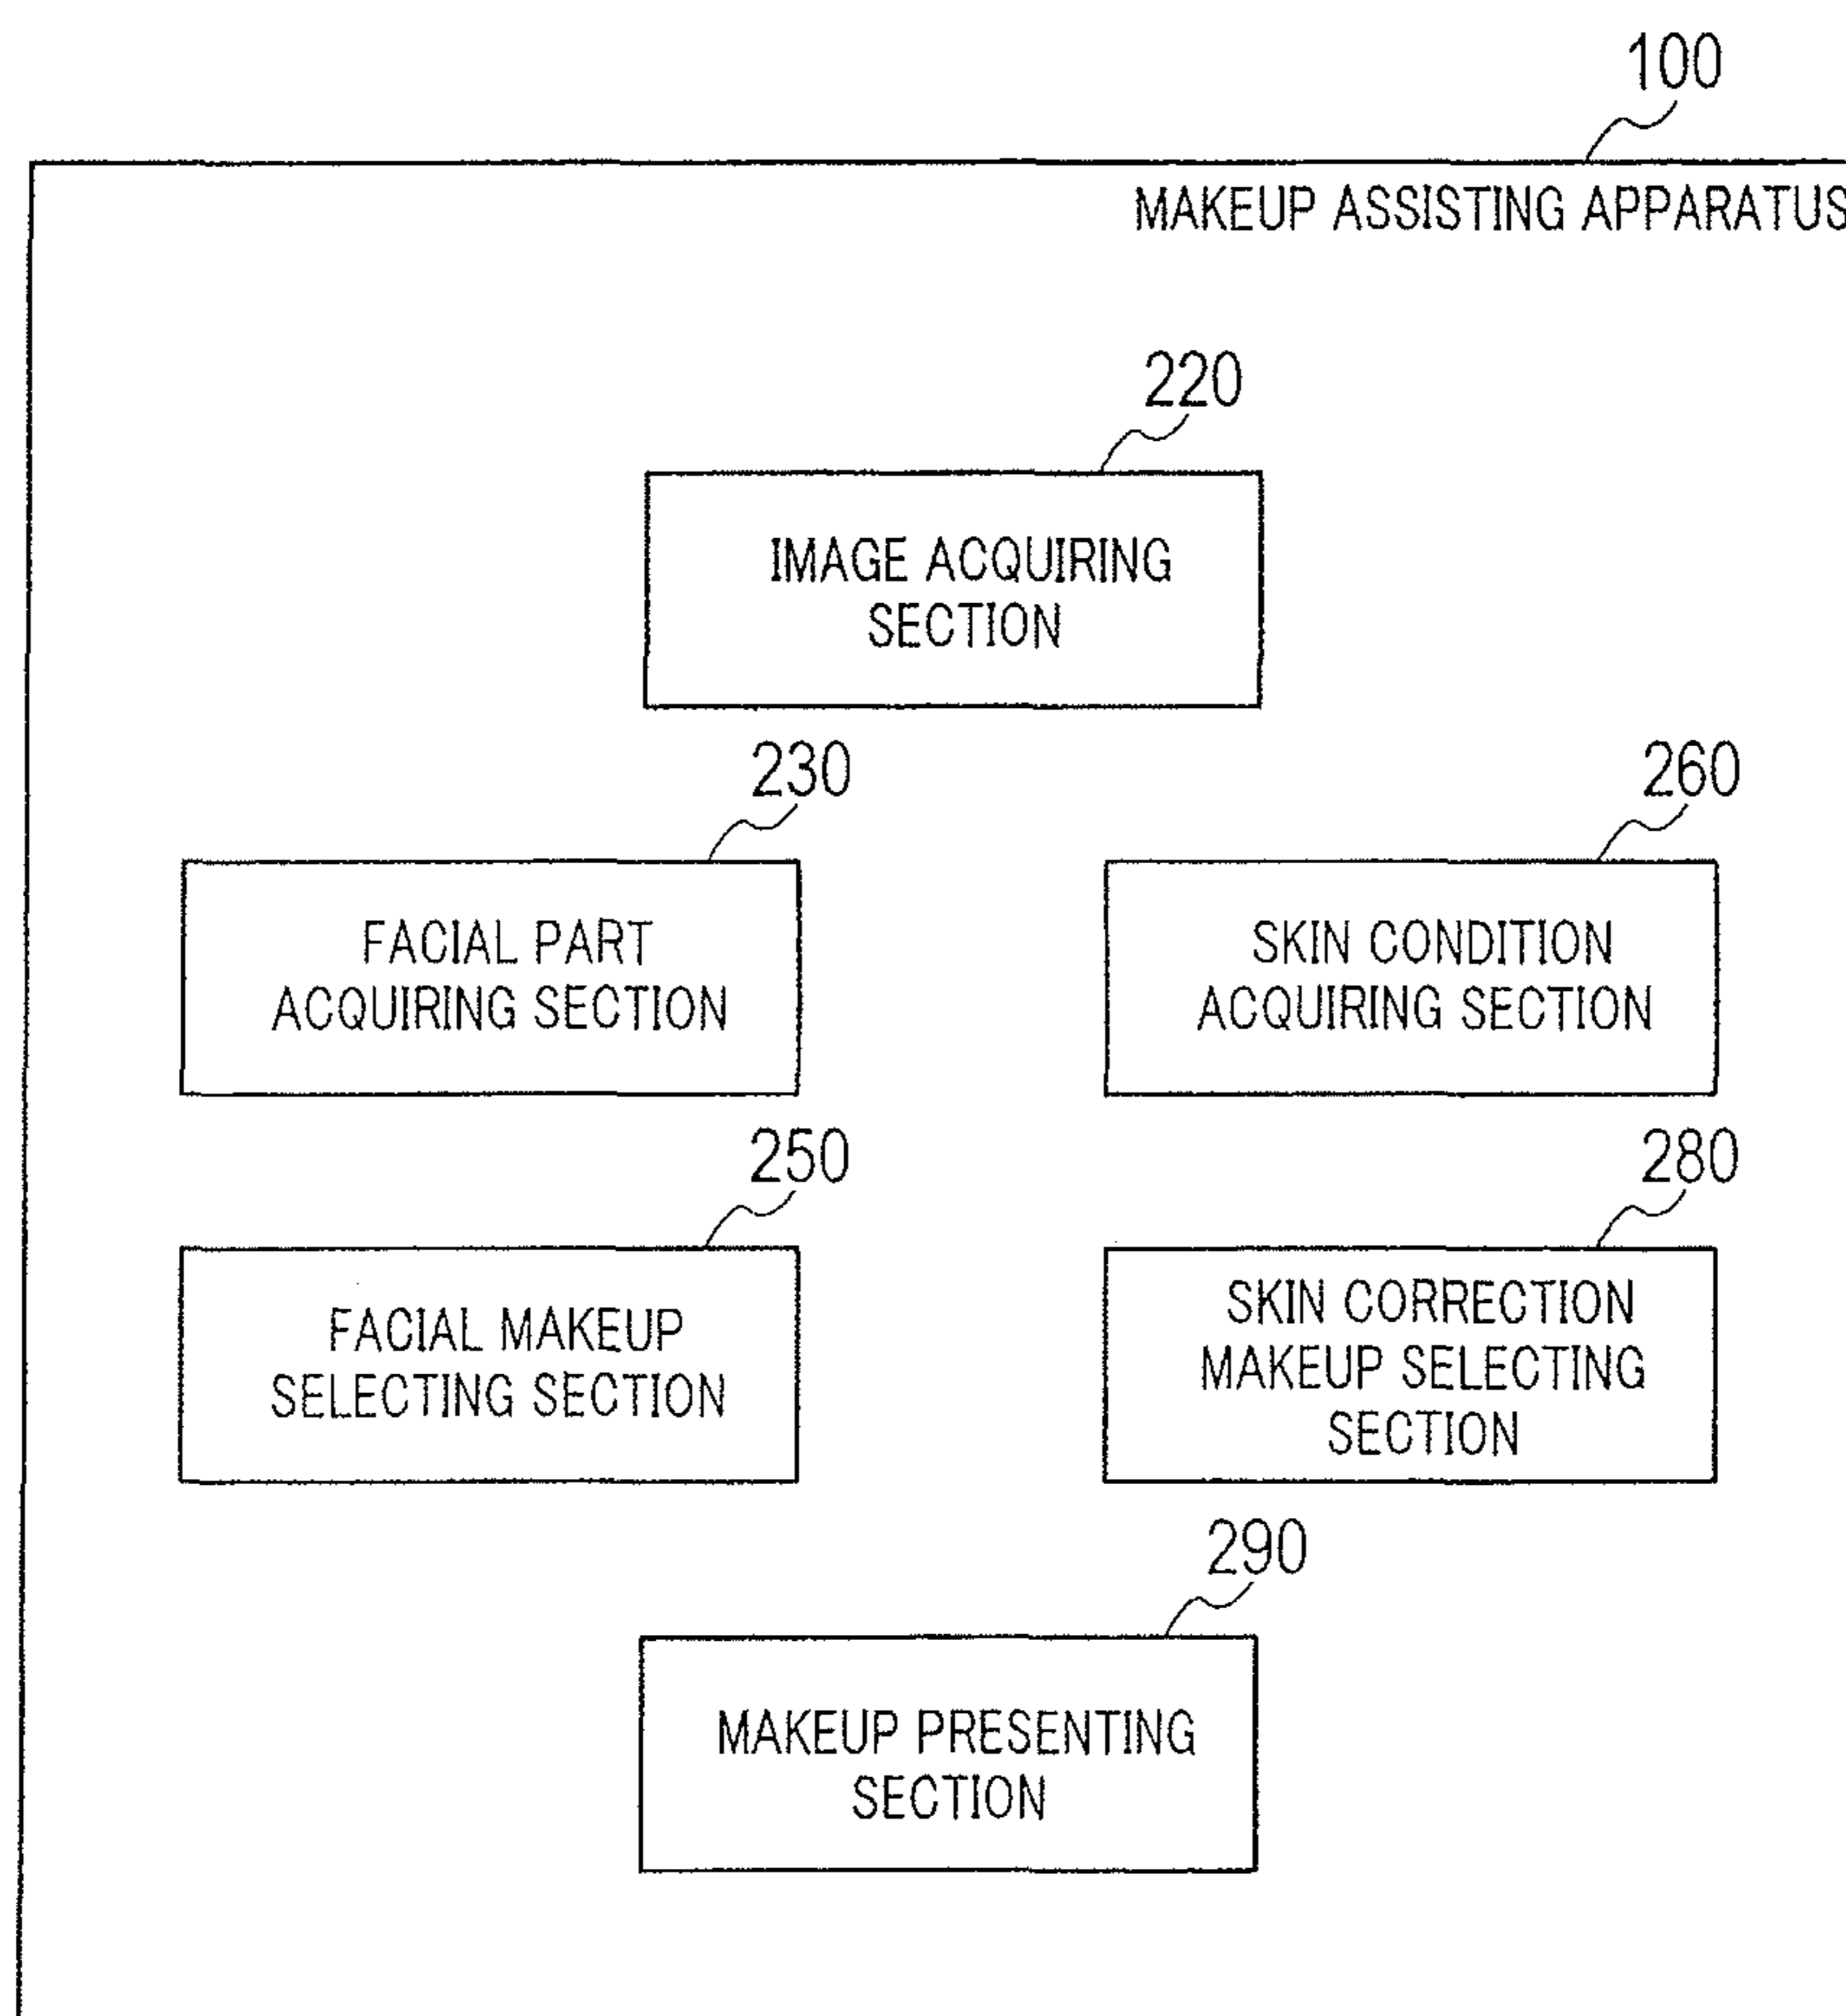 100
MAKEUP ASSISTING APPARATUS
220
IMAGE ACQUIRING
SECTION
230
FACIAL PART
ACQUIRING SECTION
260
SKIN CONDITION
ACQUIRING SECTION
250
FACIAL MAKEUP
SELECTING SECTION
280
SKIN CORRECTION
MAKEUP SELECTING
SECTION
290
MAKEUP PRESENTING
SECTION